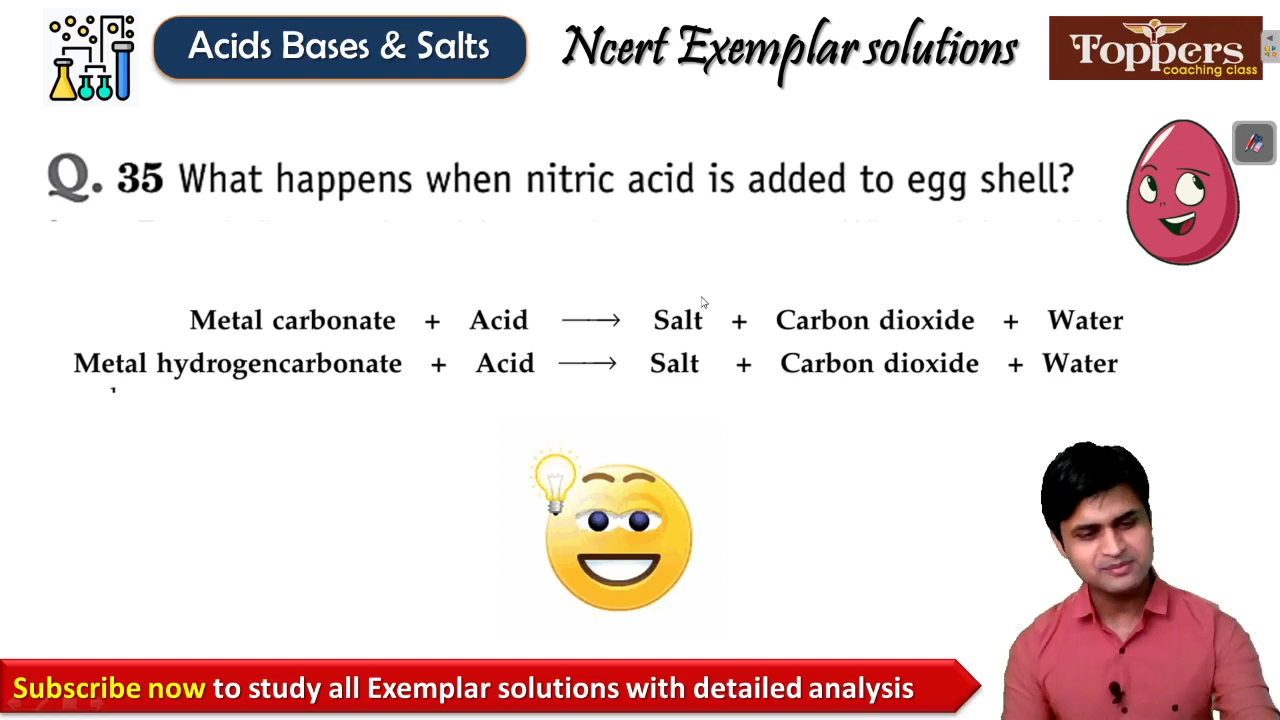 Acids Bases & Salts
Ncert Exemplar solutions
Toppers
coaching class
Q. 35 What happens when nitric acid is added to egg shell?
Metal carbonate + Acid ⟶ Salt + Carbon dioxide + Water
Metal hydrogencarbonate + Acid ⟶ Salt + Carbon dioxide + Water
Subscribe now to study all Exemplar solutions with detailed analysis